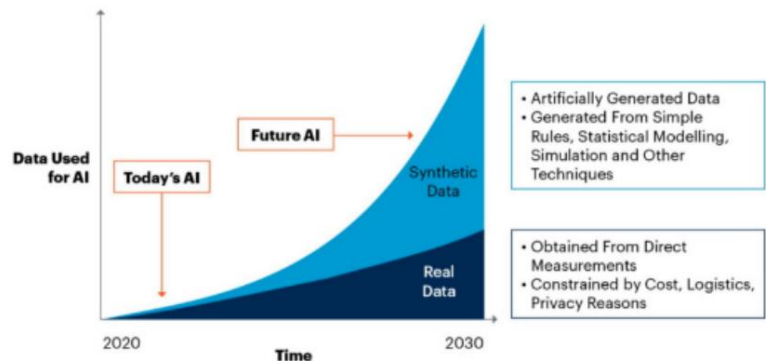 Data Used
for AI
Today's AI
Future AI
Synthetic
Data
Real
Data
2020
2030
Time
• Artificially Generated Data
• Generated From Simple
Rules, Statistical Modelling,
Simulation and Other
Techniques
• Obtained From Direct
Measurements
• Constrained by Cost, Logistics,
Privacy Reasons